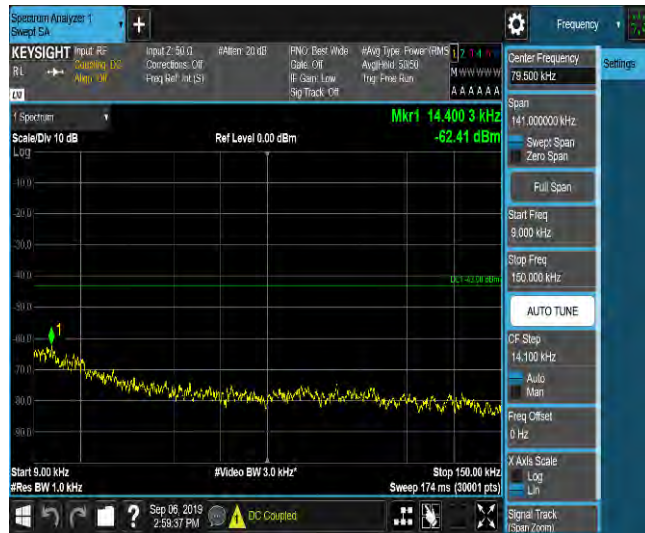 Spectrum Analyzer 1
Swept SA
+
Frequency
KEYSIGHT
Input: RF
Coupling: DC
Align: Off
Input Z: 50 Ω
Corrections: Off
Freq Ref: Int (S)
#Atten: 20 dB
PNO: Best Wide
Gate: Off
IF Gain: Low
Sig Track: Off
#Avg Type: Power (RMS
Avg|Hold: 50/50
Trig: Free Run
M W W W W W
A A A A A A
RL
LXI
1 Spectrum
Scale/Div 10 dB
Log
Ref Level 0.00 dBm
Mkr1 14.400 3 kHz
-62.41 dBm
-10.0
-20.0
-30.0
-40.0
-50.0
-60.0
-70.0
-80.0
-90.0
1
Start 9.00 kHz
#Res BW 1.0 kHz
#Video BW 3.0 kHz*
Stop 150.00 kHz
Sweep 174 ms (30001 pts)
?
Sep 06, 2019
2:59:37 PM
DC Coupled
Center Frequency
79.500 kHz
Settings
Span
141.000000 kHz
Swept Span
Zero Span
Full Span
Start Freq
9.000 kHz
Stop Freq
150.000 kHz
AUTO TUNE
CF Step
14.100 kHz
Auto
Man
Freq Offset
0 Hz
X Axis Scale
Log
Lin
Signal Track
(Span Zoom)